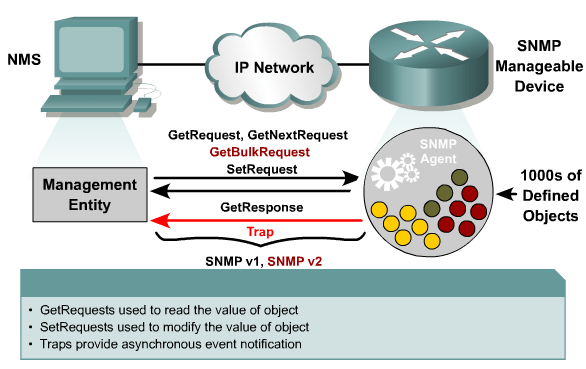 NMS
IP Network
SNMP
Manageable
Device
GetRequest, GetNextRequest
GetBulkRequest
SetRequest
SNMP
Agent
Management
Entity
1000s of
Defined
Objects
GetResponse
Trap
SNMP v1, SNMP v2
• GetRequests used to read the value of object
• SetRequests used to modify the value of object
• Traps provide asynchronous event notification